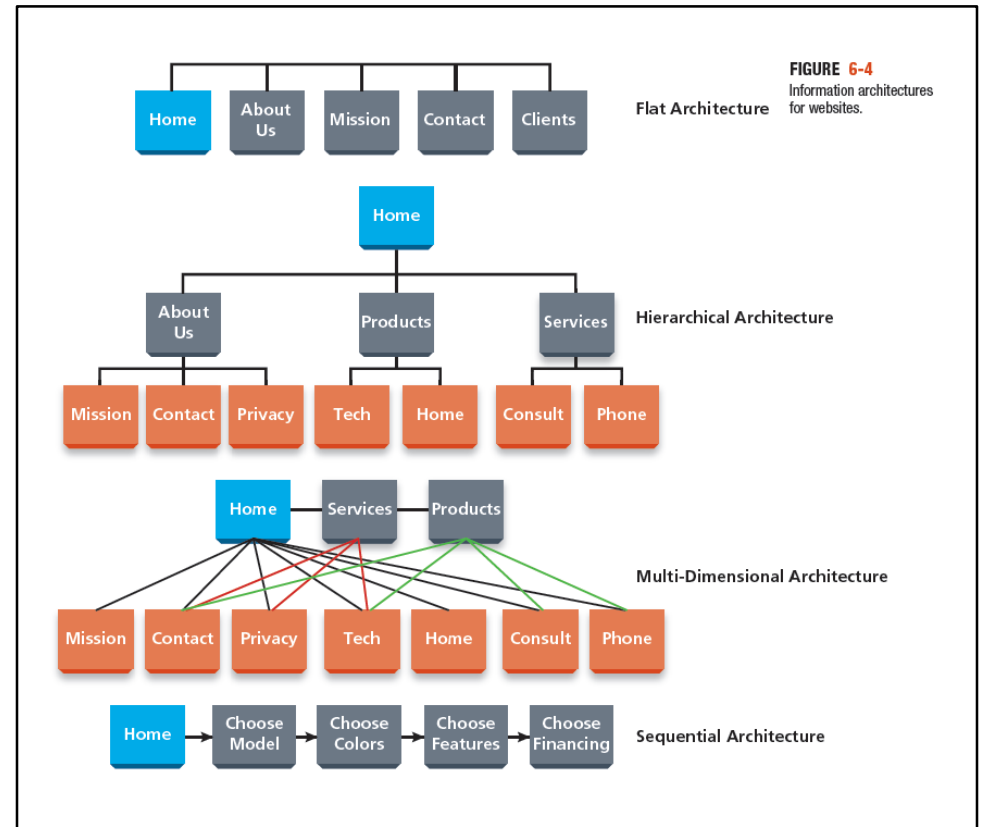 FIGURE 6-4
Information architectures
for websites.
Home
About
Us
Mission
Contact
Clients
Flat Architecture
Home
About
Us
Products
Services
Hierarchical Architecture
Mission
Contact
Privacy
Tech
Home
Consult
Phone
Home
Services
Products
Multi-Dimensional Architecture
Mission
Contact
Privacy
Tech
Home
Consult
Phone
Home
Choose
Model
Choose
Colors
Choose
Features
Choose
Financing
Sequential Architecture